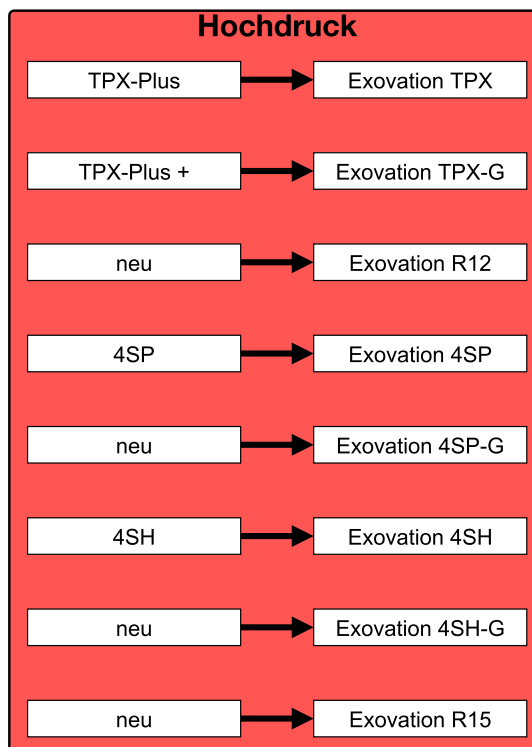 Hochdruck
TPX-Plus Exovation TPX
TPX-Plus + Exovation TPX-G
neu Exovation R12
4SP Exovation 4SP
neu Exovation 4SP-G
4SH Exovation 4SH
neu Exovation 4SH-G
neu Exovation R15